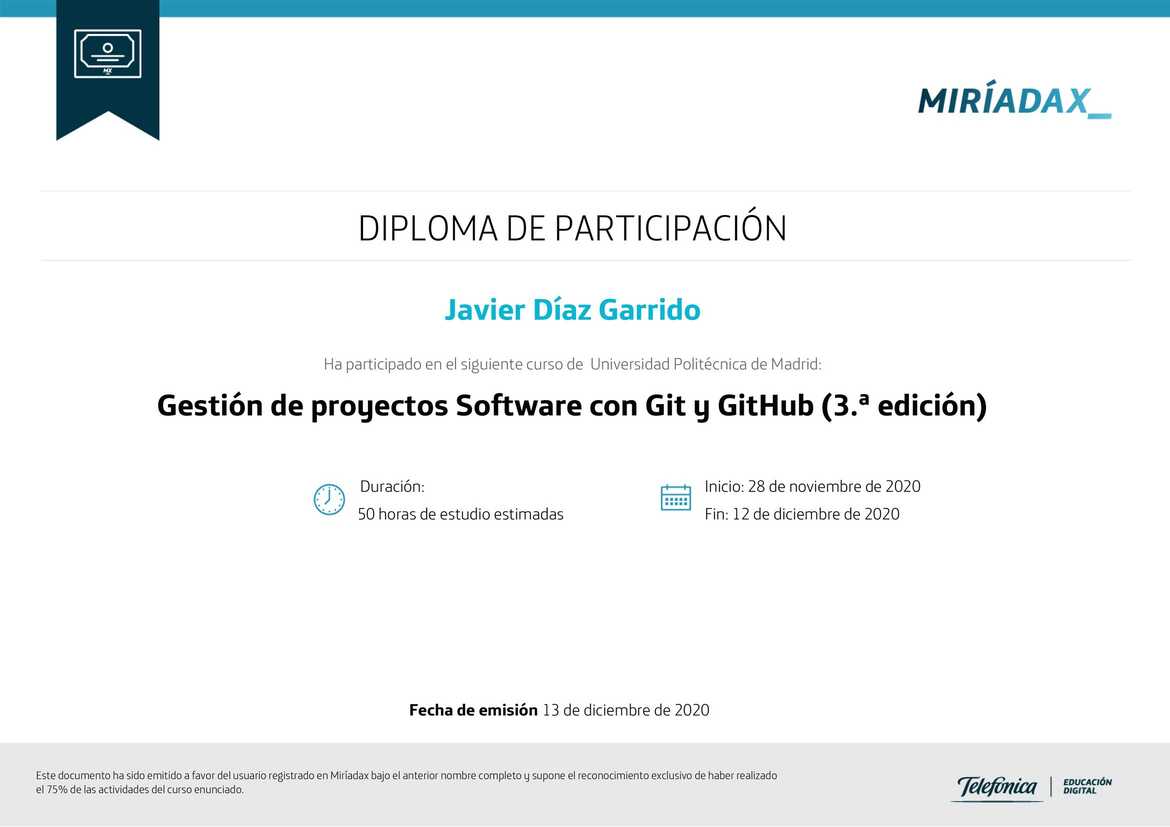 MX
MIRÍADAX_
DIPLOMA DE PARTICIPACIÓN
Javier Díaz Garrido
Ha participado en el siguiente curso de Universidad Politécnica de Madrid:
Gestión de proyectos Software con Git y GitHub (3.ª edición)
Duración:
50 horas de estudio estimadas
Inicio: 28 de noviembre de 2020
Fin: 12 de diciembre de 2020
Fecha de emisión 13 de diciembre de 2020
Este documento ha sido emitido a favor del usuario registrado en Miríadax bajo el anterior nombre completo y supone el reconocimiento exclusivo de haber realizado
el 75% de las actividades del curso enunciado.
Telefónica
EDUCACIÓN
DIGITAL